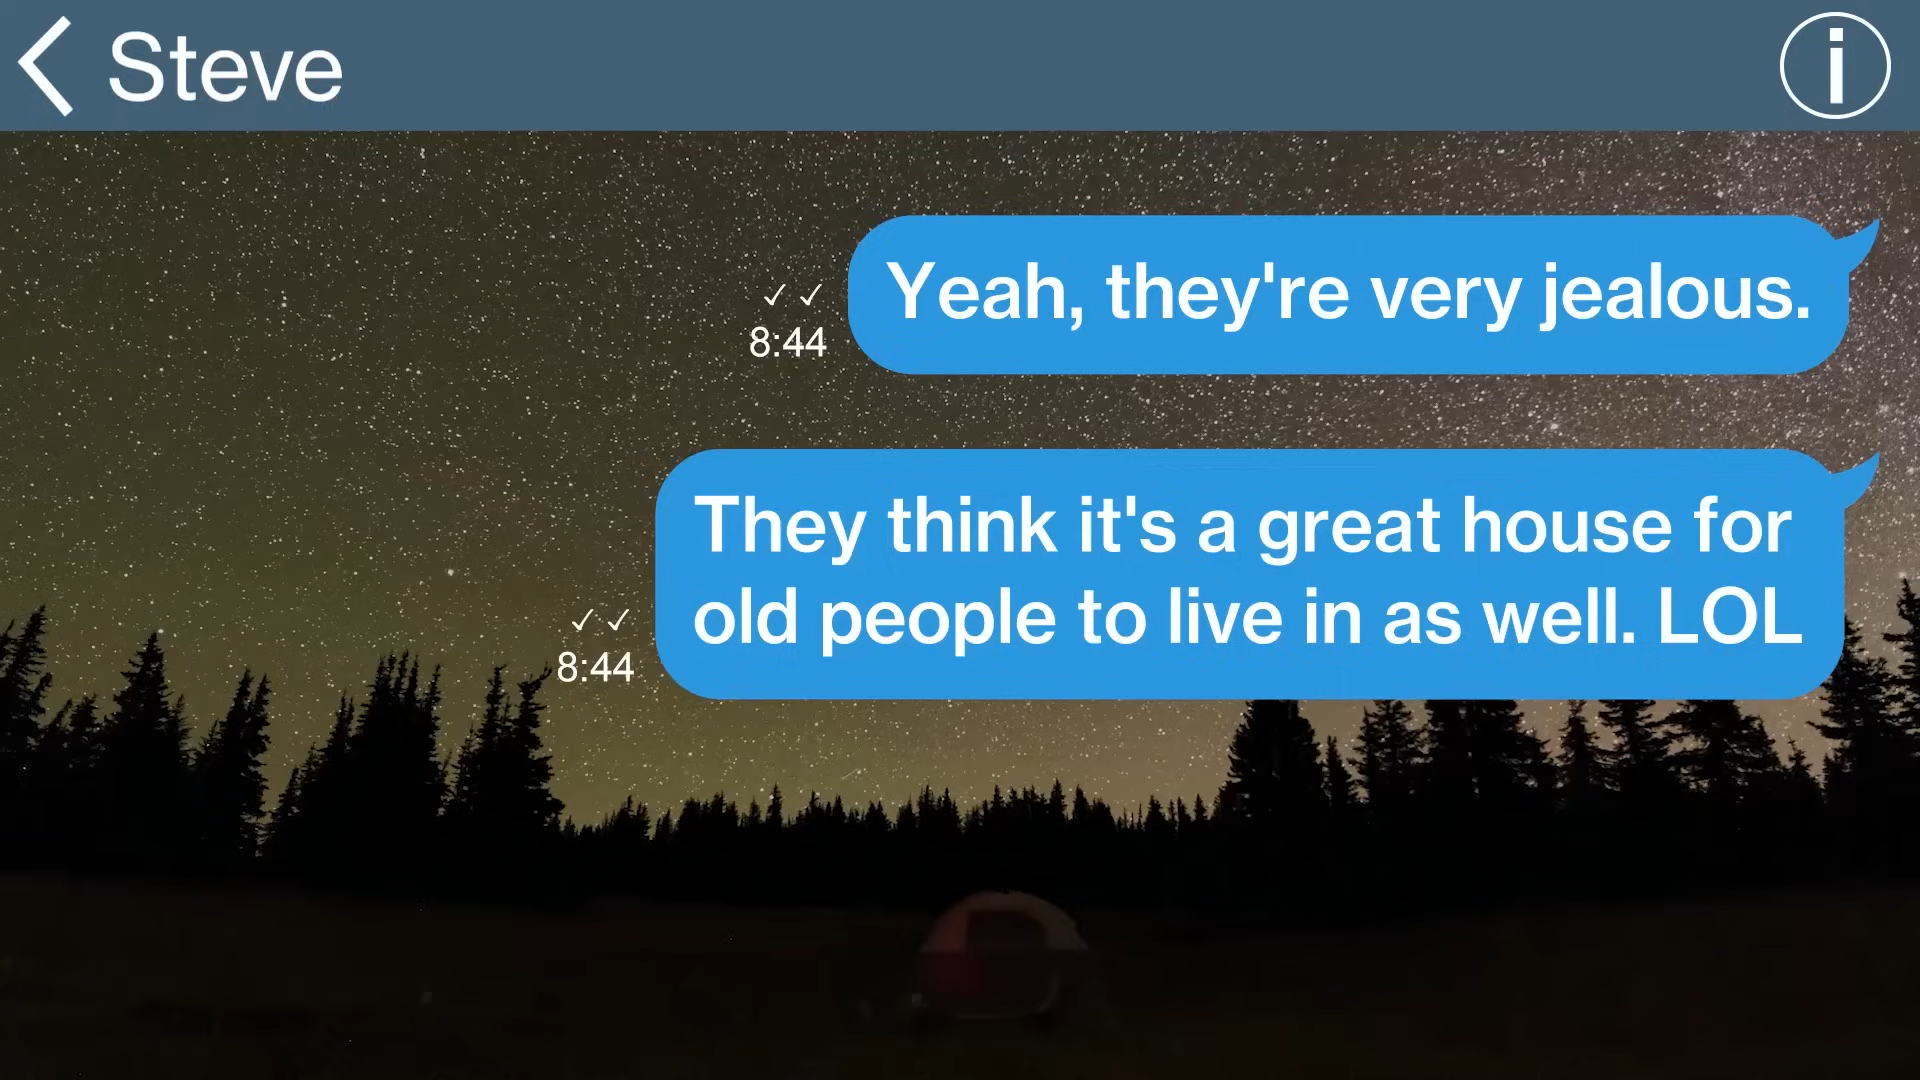 Steve
i
Yeah, they're very jealous.
✓ ✓
8:44
They think it's a great house for
old people to live in as well. LOL
✓ ✓
8:44